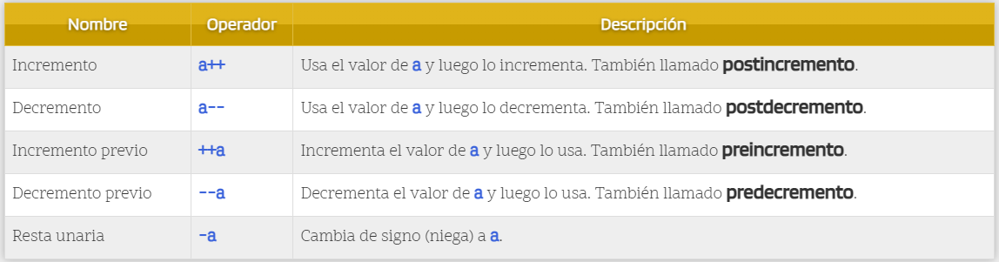 Nombre Operador Descripción
Incremento a++ Usa el valor de a y luego lo incrementa. También llamado postincremento.
Decremento a-- Usa el valor de a y luego lo decrementa. También llamado postdecremento.
Incremento previo ++a Incrementa el valor de a y luego lo usa. También llamado preincremento.
Decremento previo --a Decrementa el valor de a y luego lo usa. También llamado predecremento.
Resta unaria -a Cambia de signo (niega) a a.